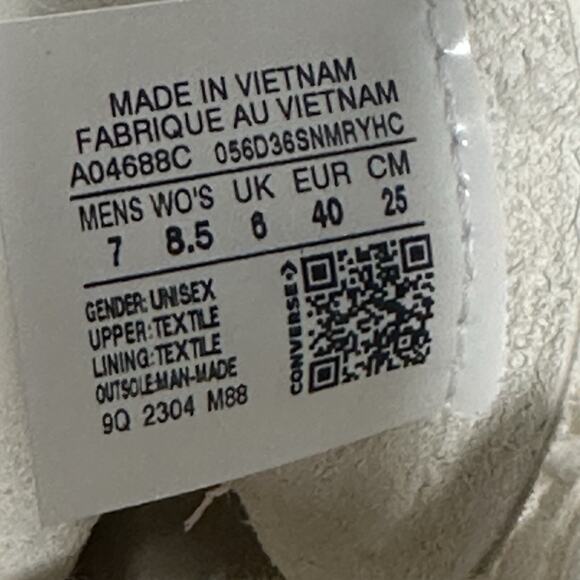 MADE IN VIETNAM
FABRIQUE AU VIETNAM
A04688C 056D36SNMRYHC
MENS WO'S UK EUR CM
7 8.5 6 40 25
GENDER: UNISEX
UPPER: TEXTILE
LINING: TEXTILE
OUTSOLE: MAN-MADE
9Q 2304 M88
CONVERSE